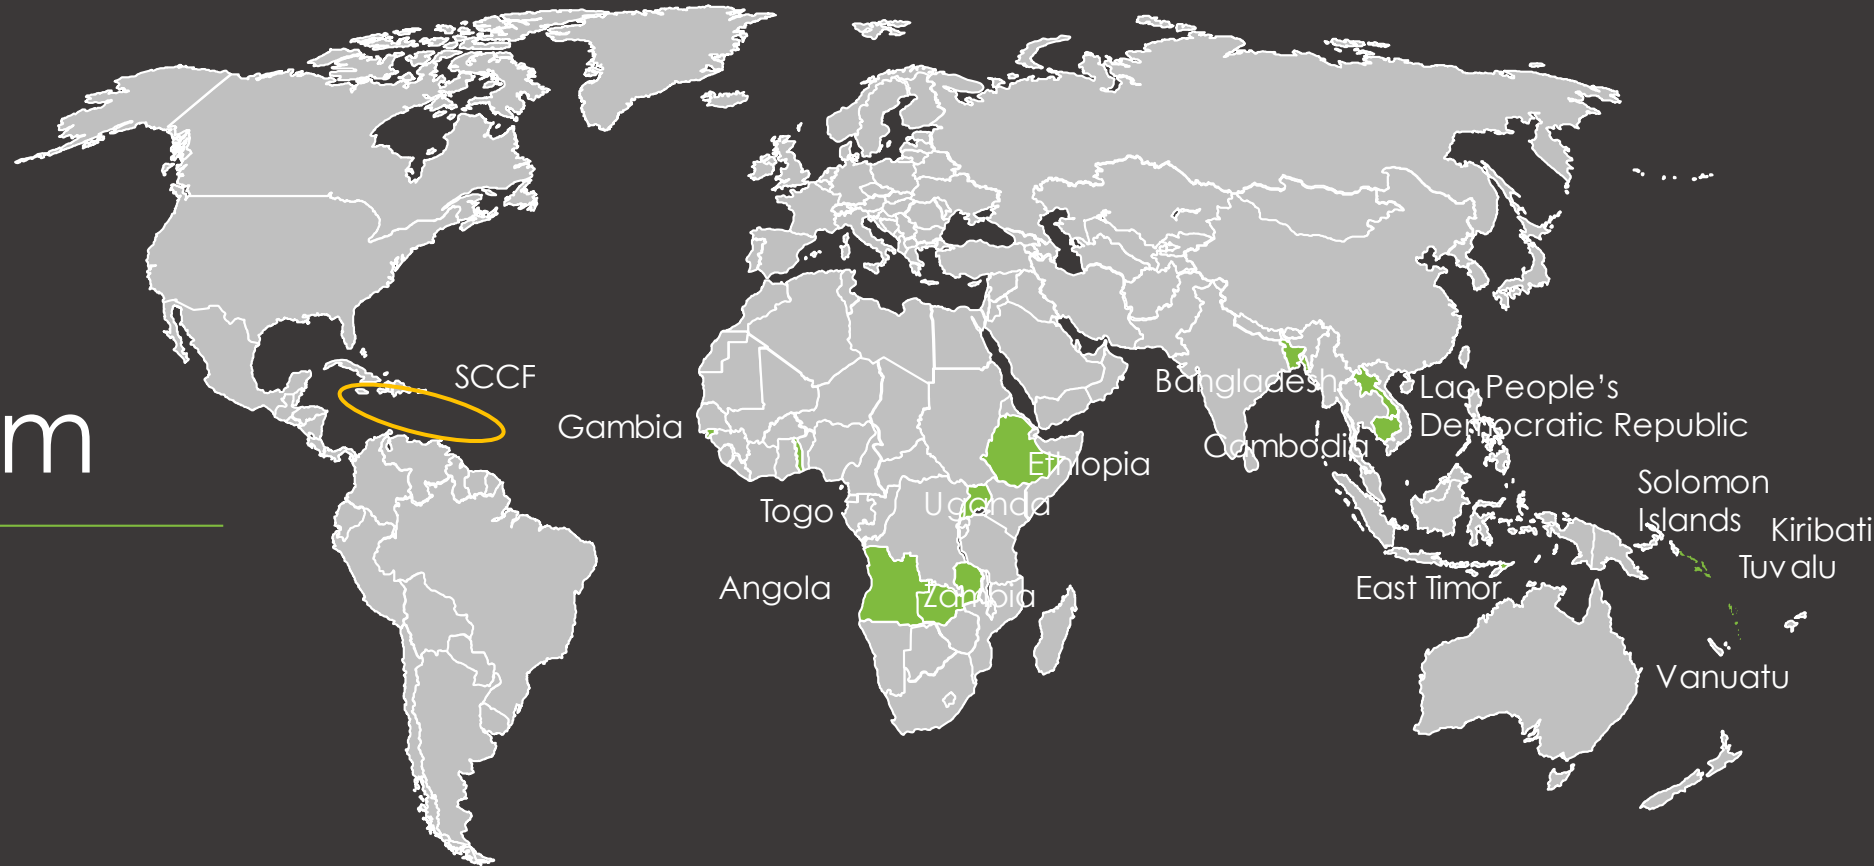 m
SCCF
Gambia
Togo
Angola
Ethiopia
Uganda
Zambia
Bangladesh
Lao People's
Democratic Republic
Cambodia
East Timor
Solomon
Islands
Kiribati
Tuvalu
Vanuatu